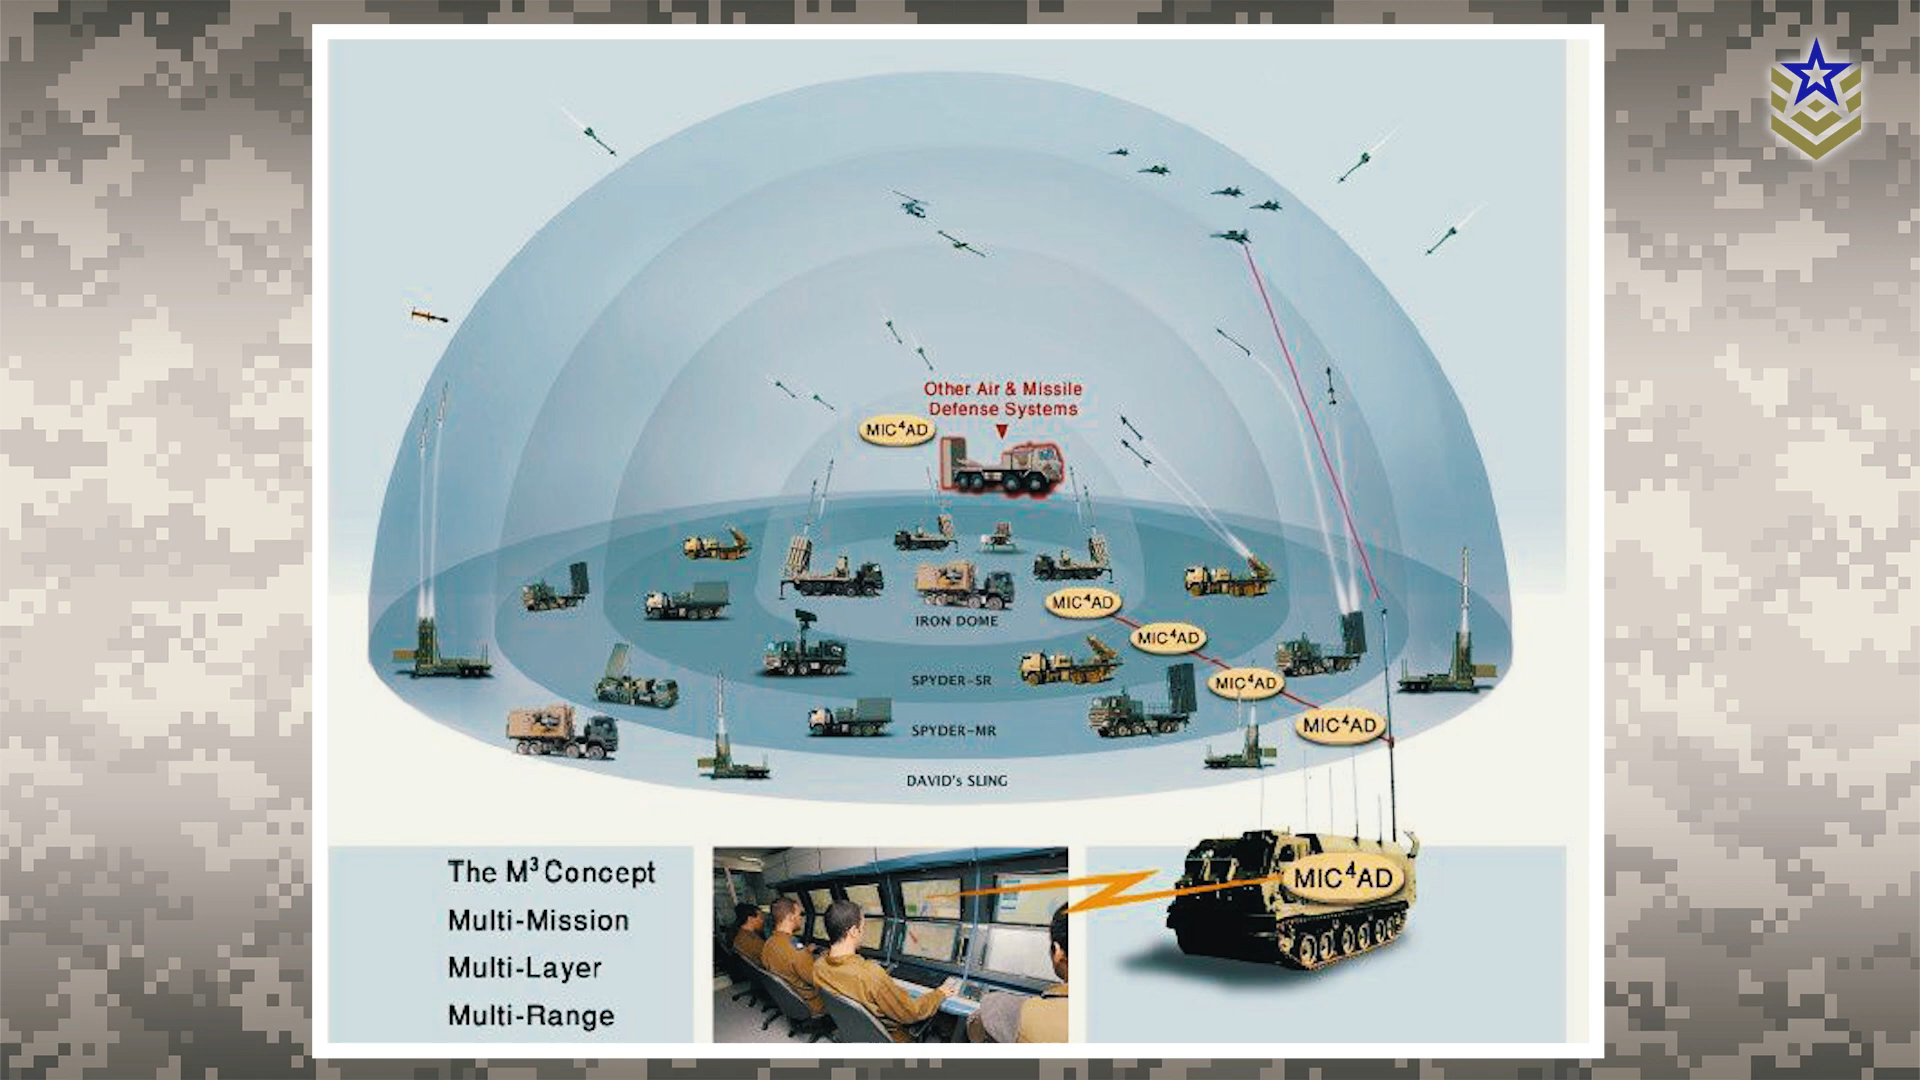 Other Air & Missile
Defense Systems
MIC⁴AD
IRON DOME
MIC⁴AD
MIC⁴AD
SPYDER-SR
MIC⁴AD
SPYDER-MR
MIC⁴AD
DAVID's SLING
The M³ Concept
Multi-Mission
Multi-Layer
Multi-Range
MIC⁴AD